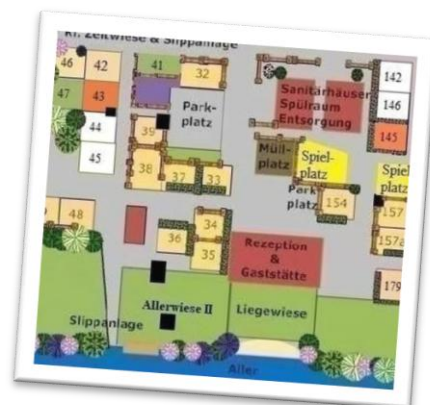 Kl. Zeltwiese & Slippanlage
46
42
41
32
142
47
43
146
44
145
45
39
38
37
33
48
36
34
35
Park-
platz
Sanitärhäuser
Spülraum
Entsorgung
Müll-
platz
Spiel-
platz
Park
platz
154
Spiel
platz
157
157a
179
Rezeption
&
Gaststätte
Allerwiese II
Liegewiese
Slippanlage
Aller